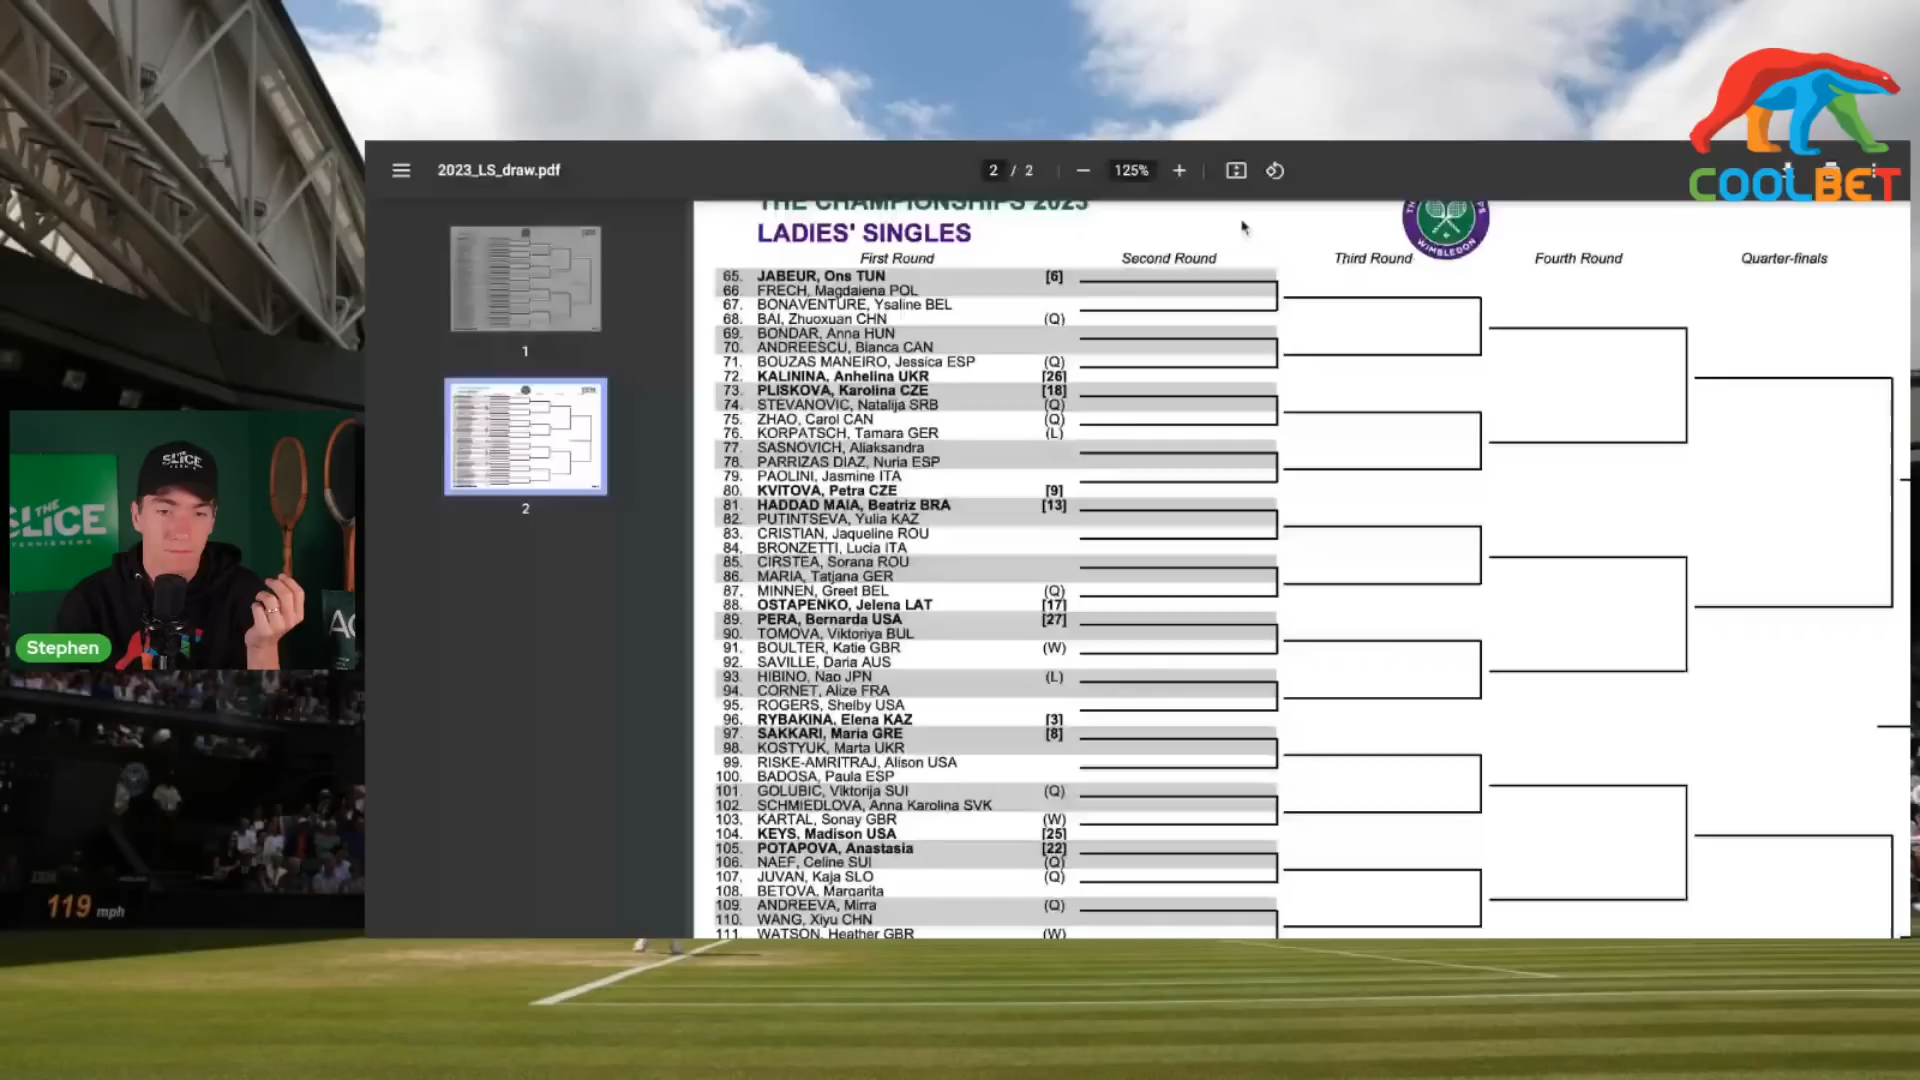 COOLBET
2023_LS_draw.pdf
2 / 2
125%
THE CHAMPIONSHIPS 2023
LADIES' SINGLES
WIMBLEDON
First Round Second Round Third Round Fourth Round Quarter-finals
65. JABEUR, Ons TUN [6]
66. FRECH, Magdalena POL
67. BONAVENTURE, Ysaline BEL
68. BAI, Zhuoxuan CHN (Q)
69. BONDAR, Anna HUN
70. ANDREESCU, Bianca CAN
71. BOUZAS MANEIRO, Jessica ESP (Q)
72. KALININA, Anhelina UKR [26]
73. PLISKOVA, Karolina CZE [18]
74. STEVANOVIC, Natalija SRB (Q)
75. ZHAO, Carol CAN (Q)
76. KORPATSCH, Tamara GER (L)
77. SASNOVICH, Aliaksandra
78. PARRIZAS DIAZ, Nuria ESP
79. PAOLINI, Jasmine ITA
80. KVITOVA, Petra CZE [9]
81. HADDAD MAIA, Beatriz BRA [13]
82. PUTINTSEVA, Yulia KAZ
83. CRISTIAN, Jaqueline ROU
84. BRONZETTI, Lucia ITA
85. CIRSTEA, Sorana ROU
86. MARIA, Tatjana GER
87. MINNEN, Greet BEL (Q)
88. OSTAPENKO, Jelena LAT [17]
89. PERA, Bernarda USA [27]
90. TOMOVA, Viktoriya BUL
91. BOULTER, Katie GBR (W)
92. SAVILLE, Daria AUS
93. HIBINO, Nao JPN (L)
94. CORNET, Alize FRA
95. ROGERS, Shelby USA
96. RYBAKINA, Elena KAZ [3]
97. SAKKARI, Maria GRE [8]
98. KOSTYUK, Marta UKR
99. RISKE-AMRITRAJ, Alison USA
100. BADOSA, Paula ESP
101. GOLUBIC, Viktorija SUI (Q)
102. SCHMIEDLOVA, Anna Karolina SVK
103. KARTAL, Sonay GBR (W)
104. KEYS, Madison USA [25]
105. POTAPOVA, Anastasia [22]
106. NAEF, Celine SUI (Q)
107. JUVAN, Kaja SLO (Q)
108. BETOVA, Margarita
109. ANDREEVA, Mirra (Q)
110. WANG, Xiyu CHN
111. WATSON, Heather GBR (W)
1
2
THE
SLICE
THE
SLICE
TENNIS NEWS
Stephen
IBM
119 mph